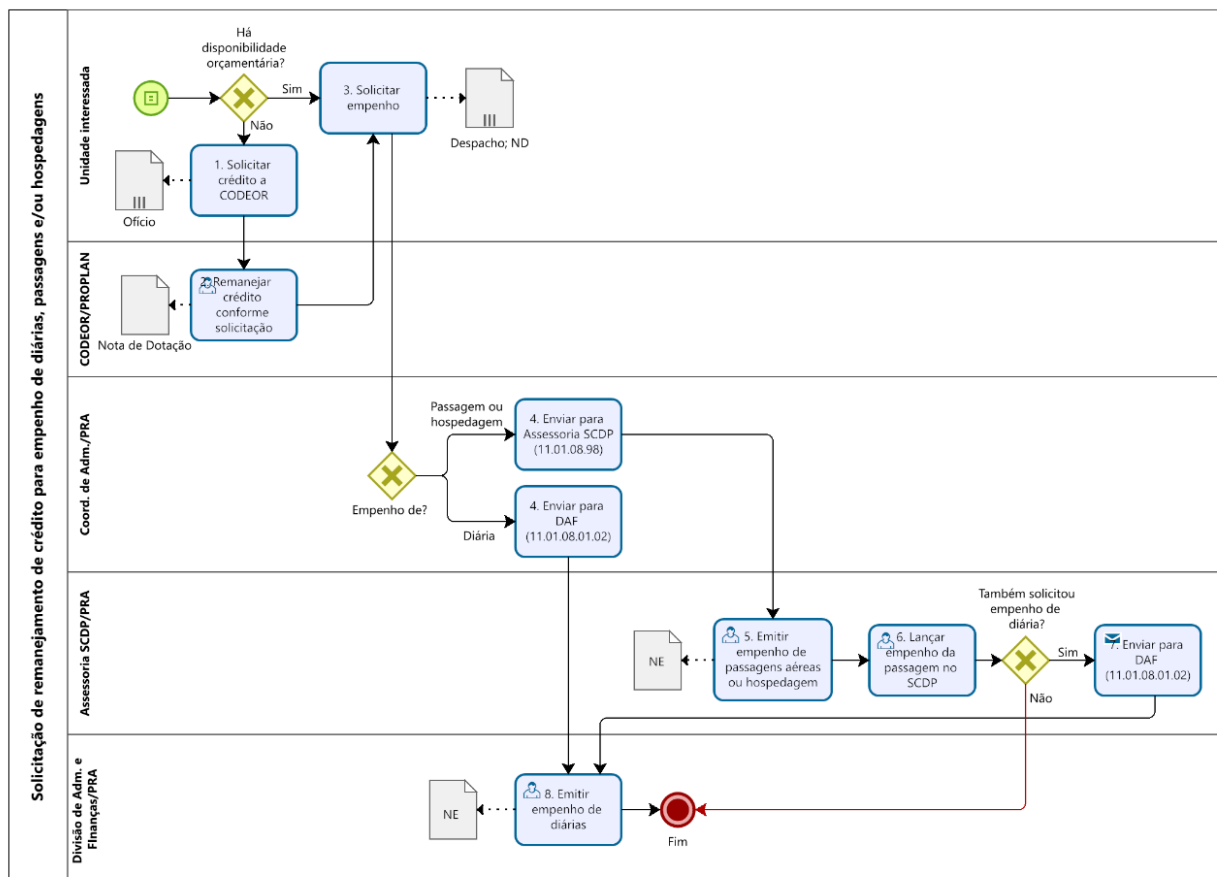 Solicitação de remanejamento de crédito para empenho de diárias, passagens e/ou hospedagens
Unidade interessada
Há
disponibilidade
orçamentária?
Sim
Não
3. Solicitar
empenho
Despacho; ND
1. Solicitar
crédito a
CODEOR
Ofício
CODEOR/PROPLAN
2. Remanejar
crédito
conforme
solicitação
Nota de Dotação
Coord. de Adm./PRA
Empenho de?
Passagem ou
hospedagem
4. Enviar para
Assessoria SCDP
(11.01.08.98)
Diária
4. Enviar para
DAF
(11.01.08.01.02)
Assessoria SCDP/PRA
NE
5. Emitir
empenho de
passagens aéreas
ou hospedagem
6. Lançar
empenho da
passagem no
SCDP
Também solicitou
empenho de
diária?
Sim
Não
7. Enviar para
DAF
(11.01.08.01.02)
Divisão de Adm. e
FInanças/PRA
NE
8. Emitir
empenho de
diárias
Fim